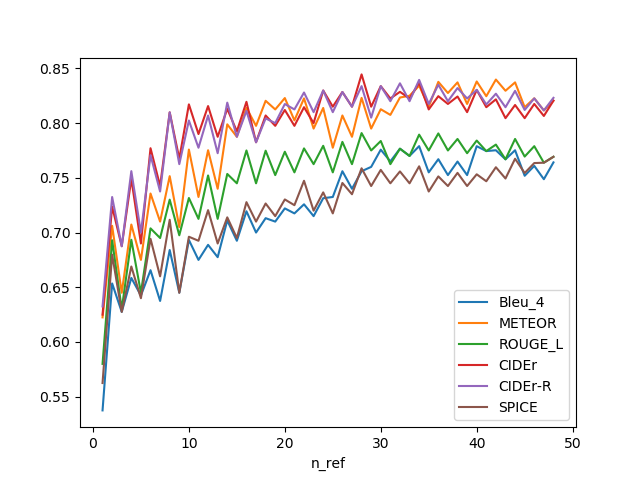 0.85
0.80
0.75
0.70
0.65
0.60
0.55
0 10 20 30 40 50
n_ref
Bleu_4
METEOR
ROUGE_L
CIDEr
CIDEr-R
SPICE